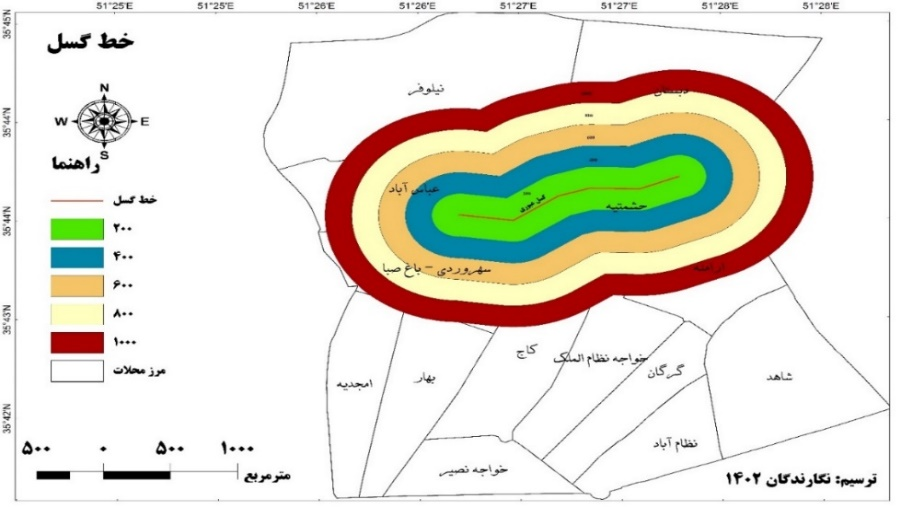 51°25'E 51°25'E 51°26'E 51°26'E 51°27'E 51°27'E 51°28'E 51°28'E
35°45'N
35°44'N
35°44'N
35°43'N
35°42'N
خط گسل
N
W E
S
راهنما
خط گسل
۲۰۰
۴۰۰
۶۰۰
۸۰۰
۱۰۰۰
مرز محلات
۵۰۰ ۰ ۵۰۰ ۱۰۰۰
مترمربع
نیلوفر
دبستان
عباس آباد
حشمتیه
سهروردی - باغ صبا
ارامنه
کاج
خواجه نظام الملک
گرگان
شاهد
بهار
امجدیه
نظام آباد
خواجه نصیر
ترسیم: نگارندگان ۱۴۰۲